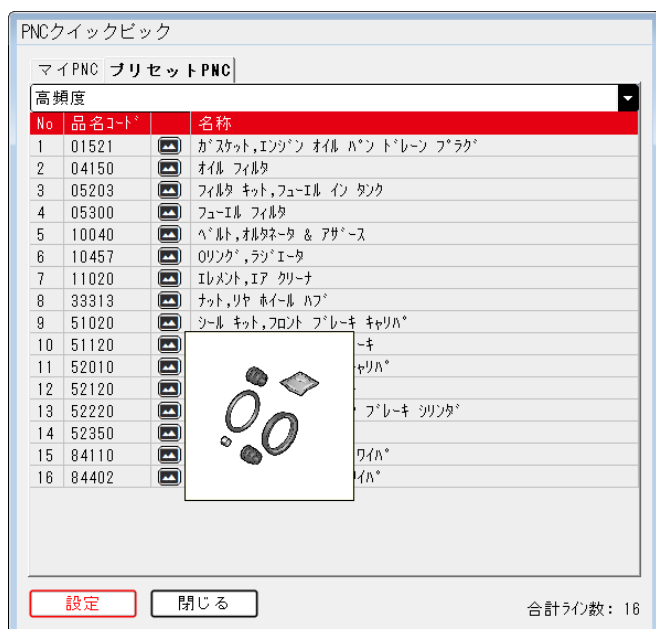 PNCクイックピック
マイPNC プリセットPNC
高頻度
No 品名ｺｰﾄﾞ 名称
1 01521 ｶﾞｽｹｯﾄ,ｴﾝｼﾞﾝ ｵｲﾙ ﾊﾟﾝ ﾄﾞﾚｰﾝ ﾌﾟﾗｸﾞ
2 04150 ｵｲﾙ ﾌｨﾙﾀ
3 05203 ﾌｨﾙﾀ ｷｯﾄ,ﾌｭｰｴﾙ ｲﾝ ﾀﾝｸ
4 05300 ﾌｭｰｴﾙ ﾌｨﾙﾀ
5 10040 ﾍﾞﾙﾄ,ｵﾙﾀﾈｰﾀ & ｱｻﾞｰｽ
6 10457 Oﾘﾝｸﾞ,ﾗｼﾞｴｰﾀ
7 11020 ｴﾚﾒﾝﾄ,ｴｱ ｸﾘｰﾅ
8 33313 ﾅｯﾄ,ﾘﾔ ﾎｲｰﾙ ﾊﾌﾞ
9 51020 ｼｰﾙ ｷｯﾄ,ﾌﾛﾝﾄ ﾌﾞﾚｰｷ ｷｬﾘﾊﾟ
10 51120 ｰｷ
11 52010 ｬﾘﾊﾟ
12 52120
13 52220 ﾌﾞﾚｰｷ ｼﾘﾝﾀﾞ
14 52350
15 84110 ﾜｲﾊﾟ
16 84402 ｲﾊﾟ
設定 閉じる 合計ﾗｲﾝ数: 16